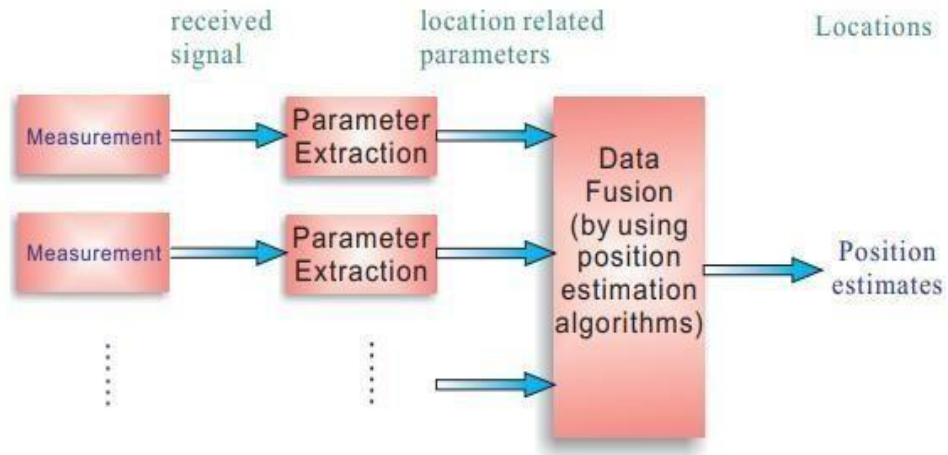 received
signal
location related
parameters
Locations
Measurement
Parameter
Extraction
Measurement
Parameter
Extraction
Data
Fusion
(by using
position
estimation
algorithms)
Position
estimates